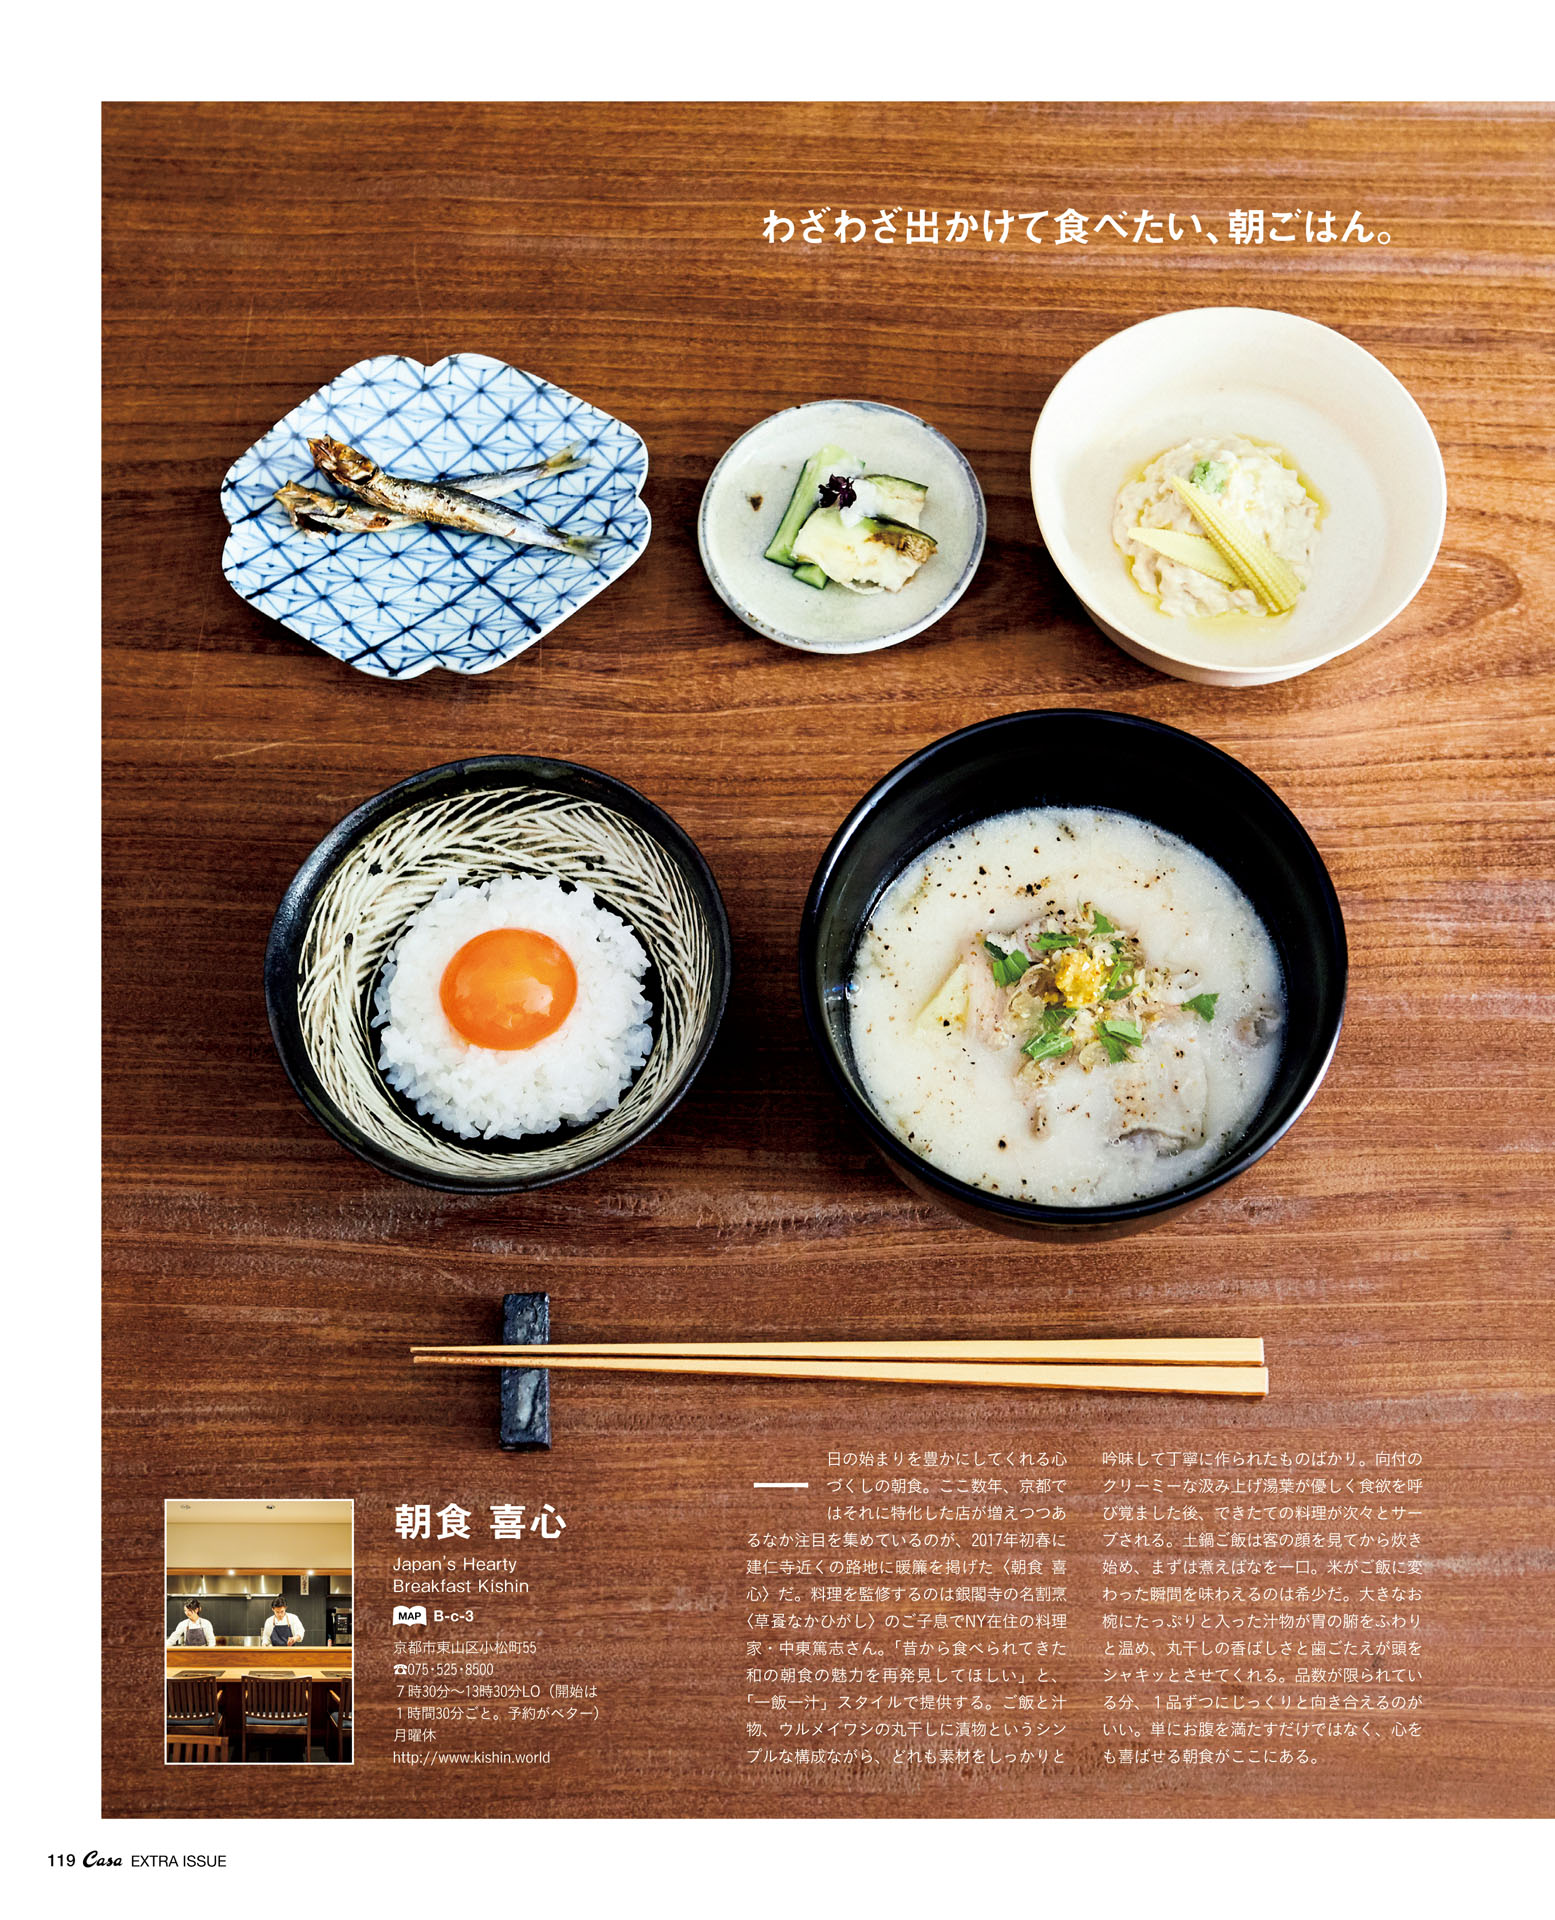 わざわざ出かけて食べたい、朝ごはん。
朝食 喜心
Japan's Hearty
Breakfast Kishin
MAP B-c-3
京都市東山区小松町55
☎075・525・8500
7時30分〜13時30分LO（開始は
1時間30分ごと。予約がベター）
月曜休
http://www.kishin.world
一日の始まりを豊かにしてくれる心
づくしの朝食。ここ数年、京都で
はそれに特化した店が増えつつあ
るなか注目を集めているのが、2017年初春に
建仁寺近くの路地に暖簾を掲げた〈朝食 喜
心〉だ。料理を監修するのは銀閣寺の名割烹
〈草喰なかひがし〉のご子息でNY在住の料理
家・中東篤志さん。「昔から食べられてきた
和の朝食の魅力を再発見してほしい」と、
「一飯一汁」スタイルで提供する。ご飯と汁
物、ウルメイワシの丸干しに漬物というシン
プルな構成ながら、どれも素材をしっかりと
吟味して丁寧に作られたものばかり。向付の
クリーミーな汲み上げ湯葉が優しく食欲を呼
び覚ました後、できたての料理が次々とサー
ブされる。土鍋ご飯は客の顔を見てから炊き
始め、まずは煮えばなを一口。米がご飯に変
わった瞬間を味わえるのは希少だ。大きなお
椀にたっぷりと入った汁物が胃の腑をふわり
と温め、丸干しの香ばしさと歯ごたえが頭を
シャキッとさせてくれる。品数が限られてい
る分、1品ずつにじっくりと向き合えるのが
いい。単にお腹を満たすだけではなく、心を
も喜ばせる朝食がここにある。
119 Casa EXTRA ISSUE